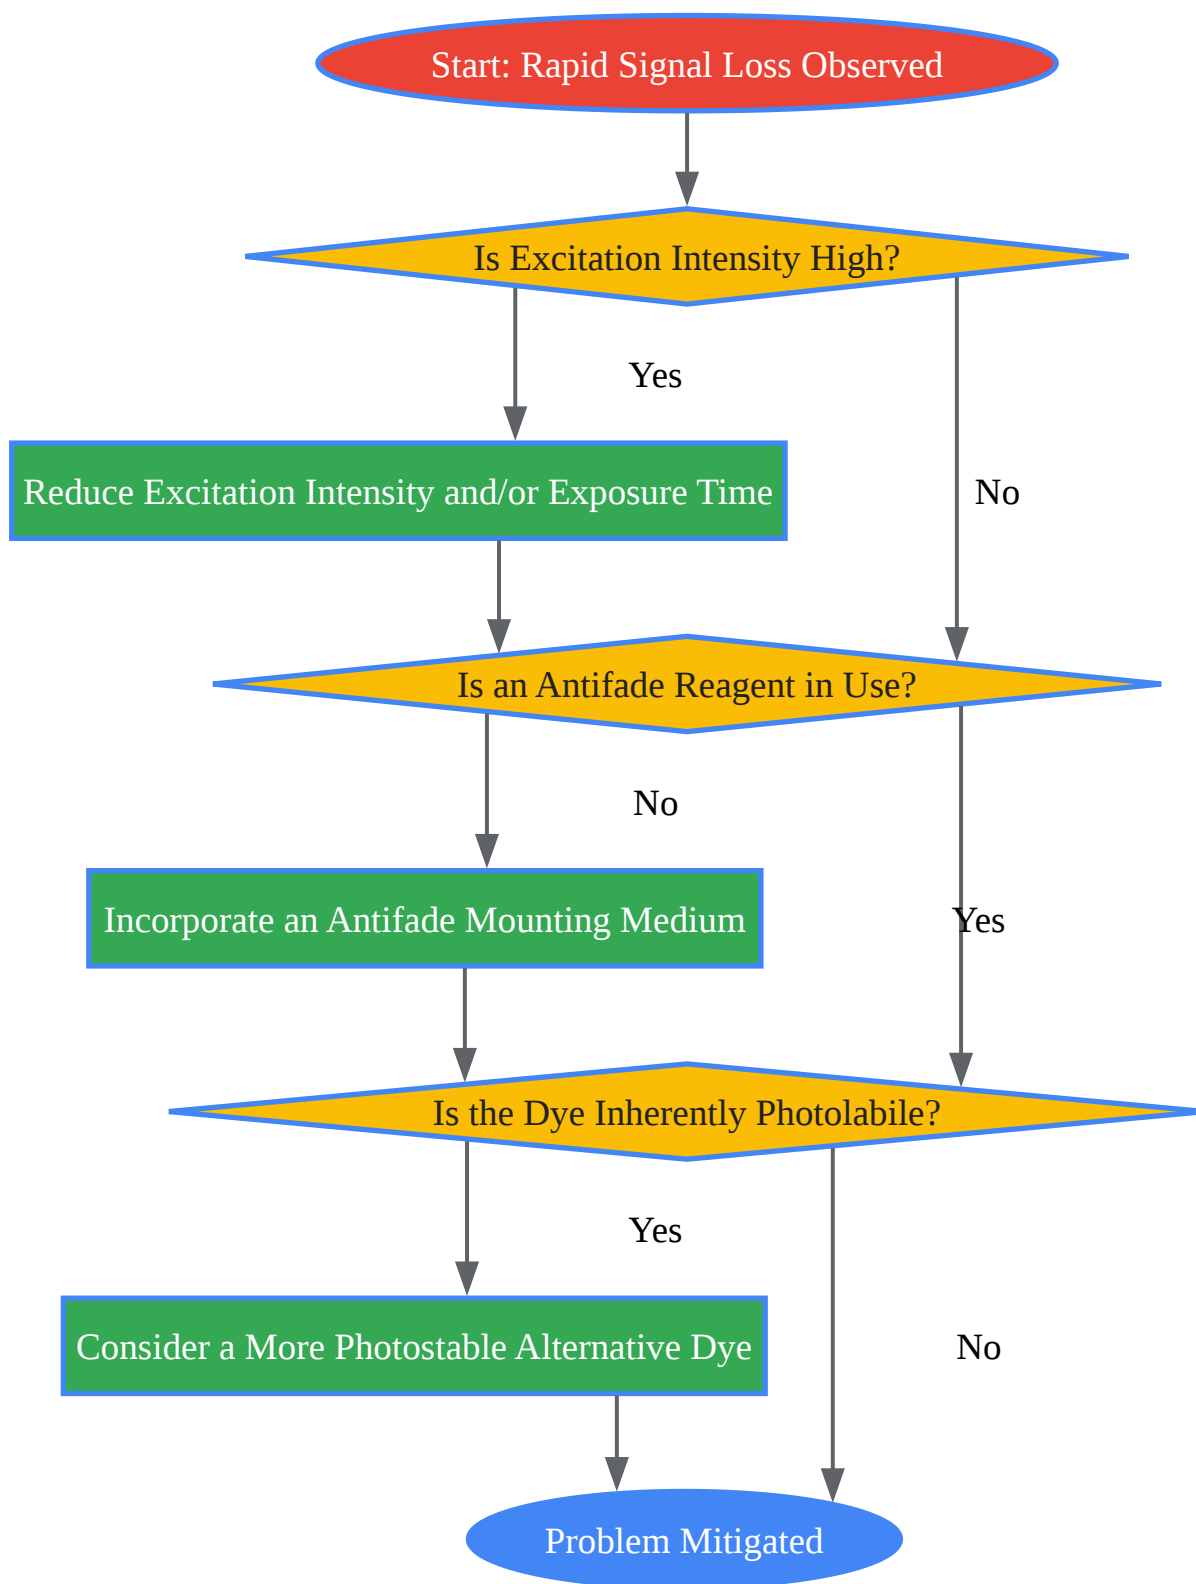 Start: Rapid Signal Loss Observed
Is Excitation Intensity High?
Yes
Reduce Excitation Intensity and/or Exposure Time
No
Is an Antifade Reagent in Use?
No
Incorporate an Antifade Mounting Medium
Yes
Is the Dye Inherently Photolabile?
Yes
Consider a More Photostable Alternative Dye
No
Problem Mitigated